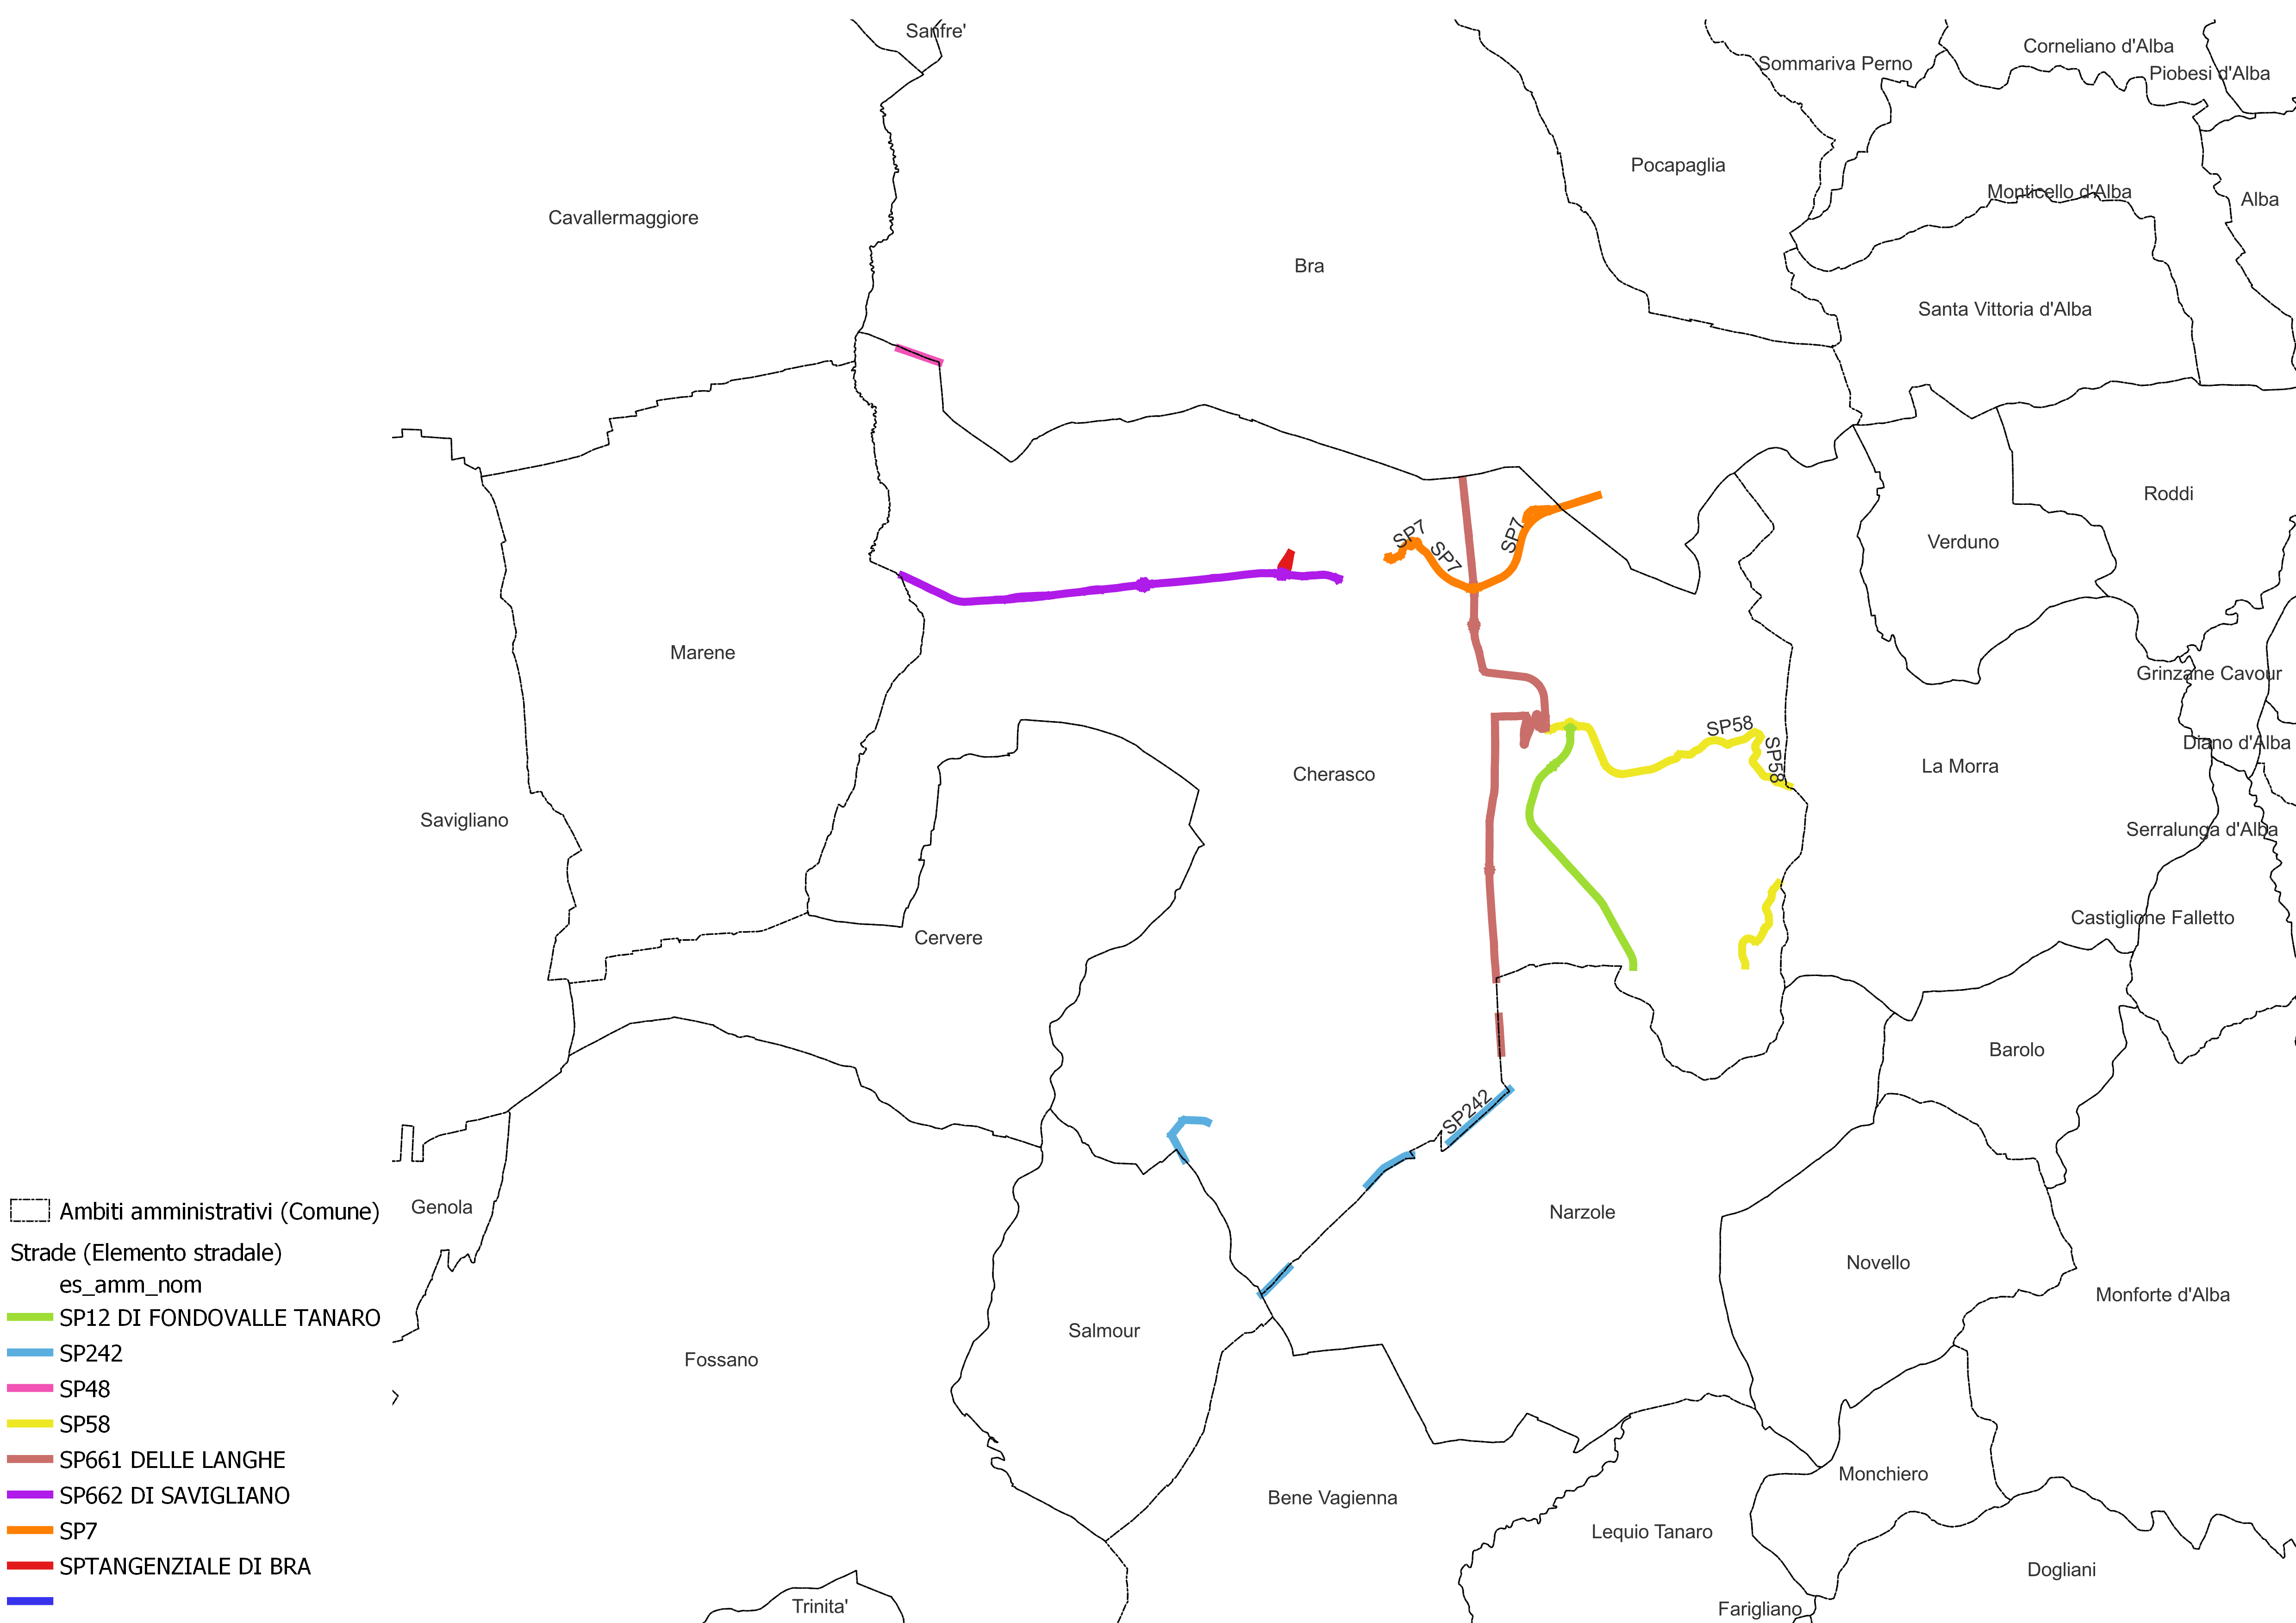 Sanfre'
Corneliano d'Alba
Sommariva Perno
Piobesi d'Alba
Pocapaglia
Monticello d'Alba
Alba
Cavallermaggiore
Bra
Santa Vittoria d'Alba
Roddi
SP7
SP7
SP7
Verduno
Marene
Grinzane Cavour
SP58
SP58
Diano d'Alba
Cherasco
La Morra
Savigliano
Serralunga d'Alba
Castiglione Falletto
Cervere
Barolo
SP242
Genola
Narzole
Novello
Monforte d'Alba
Salmour
Fossano
Monchiero
Bene Vagienna
Lequio Tanaro
Dogliani
Trinita'
Farigliano
Ambiti amministrativi (Comune)
Strade (Elemento stradale)
es_amm_nom
SP12 DI FONDOVALLE TANARO
SP242
SP48
SP58
SP661 DELLE LANGHE
SP662 DI SAVIGLIANO
SP7
SPTANGENZIALE DI BRA